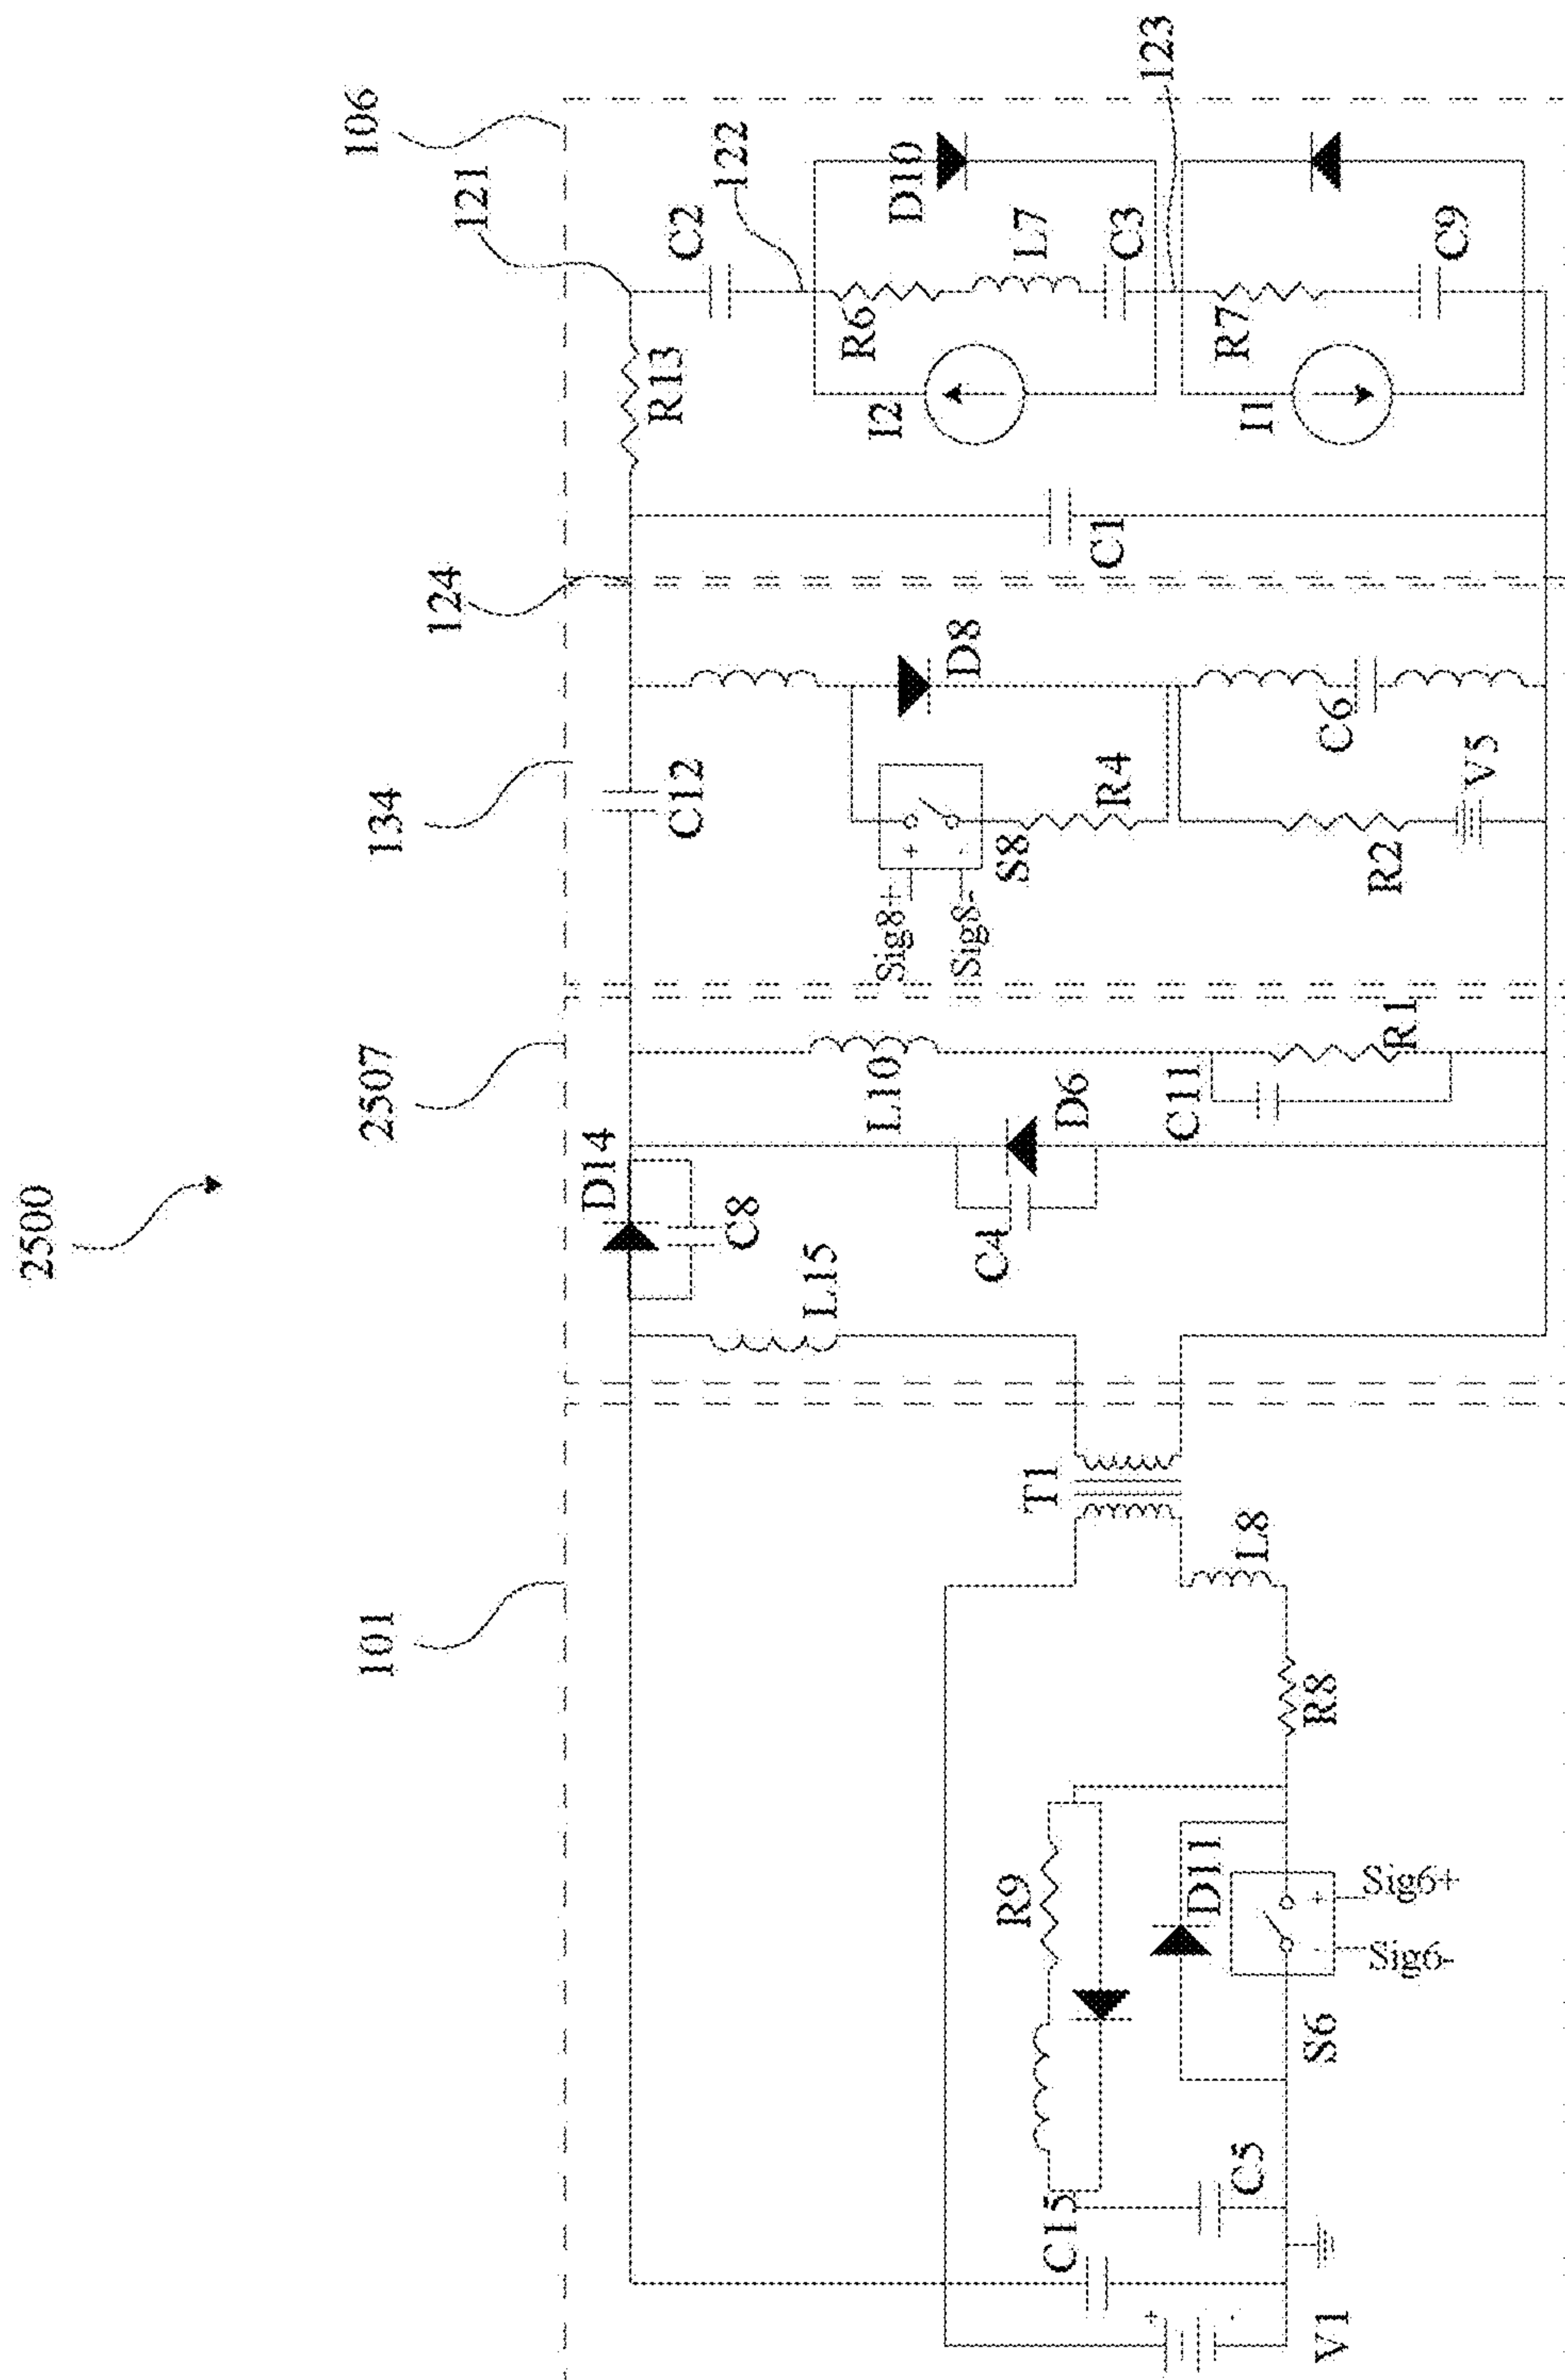 2500
101
2507
134
124
121
106
122
123
D14
C8
L15
C12
R13
C2
D10
R6
L7
C3
I2
R7
C9
I1
C1
D8
Sig8+
Sig8-
+
-
S8
R4
C6
R2
V5
L10
D6
C4
C11
R1
T1
L8
R8
R9
D11
Sig6+
Sig6-
+
-
S6
C15
C5
+
-
V1